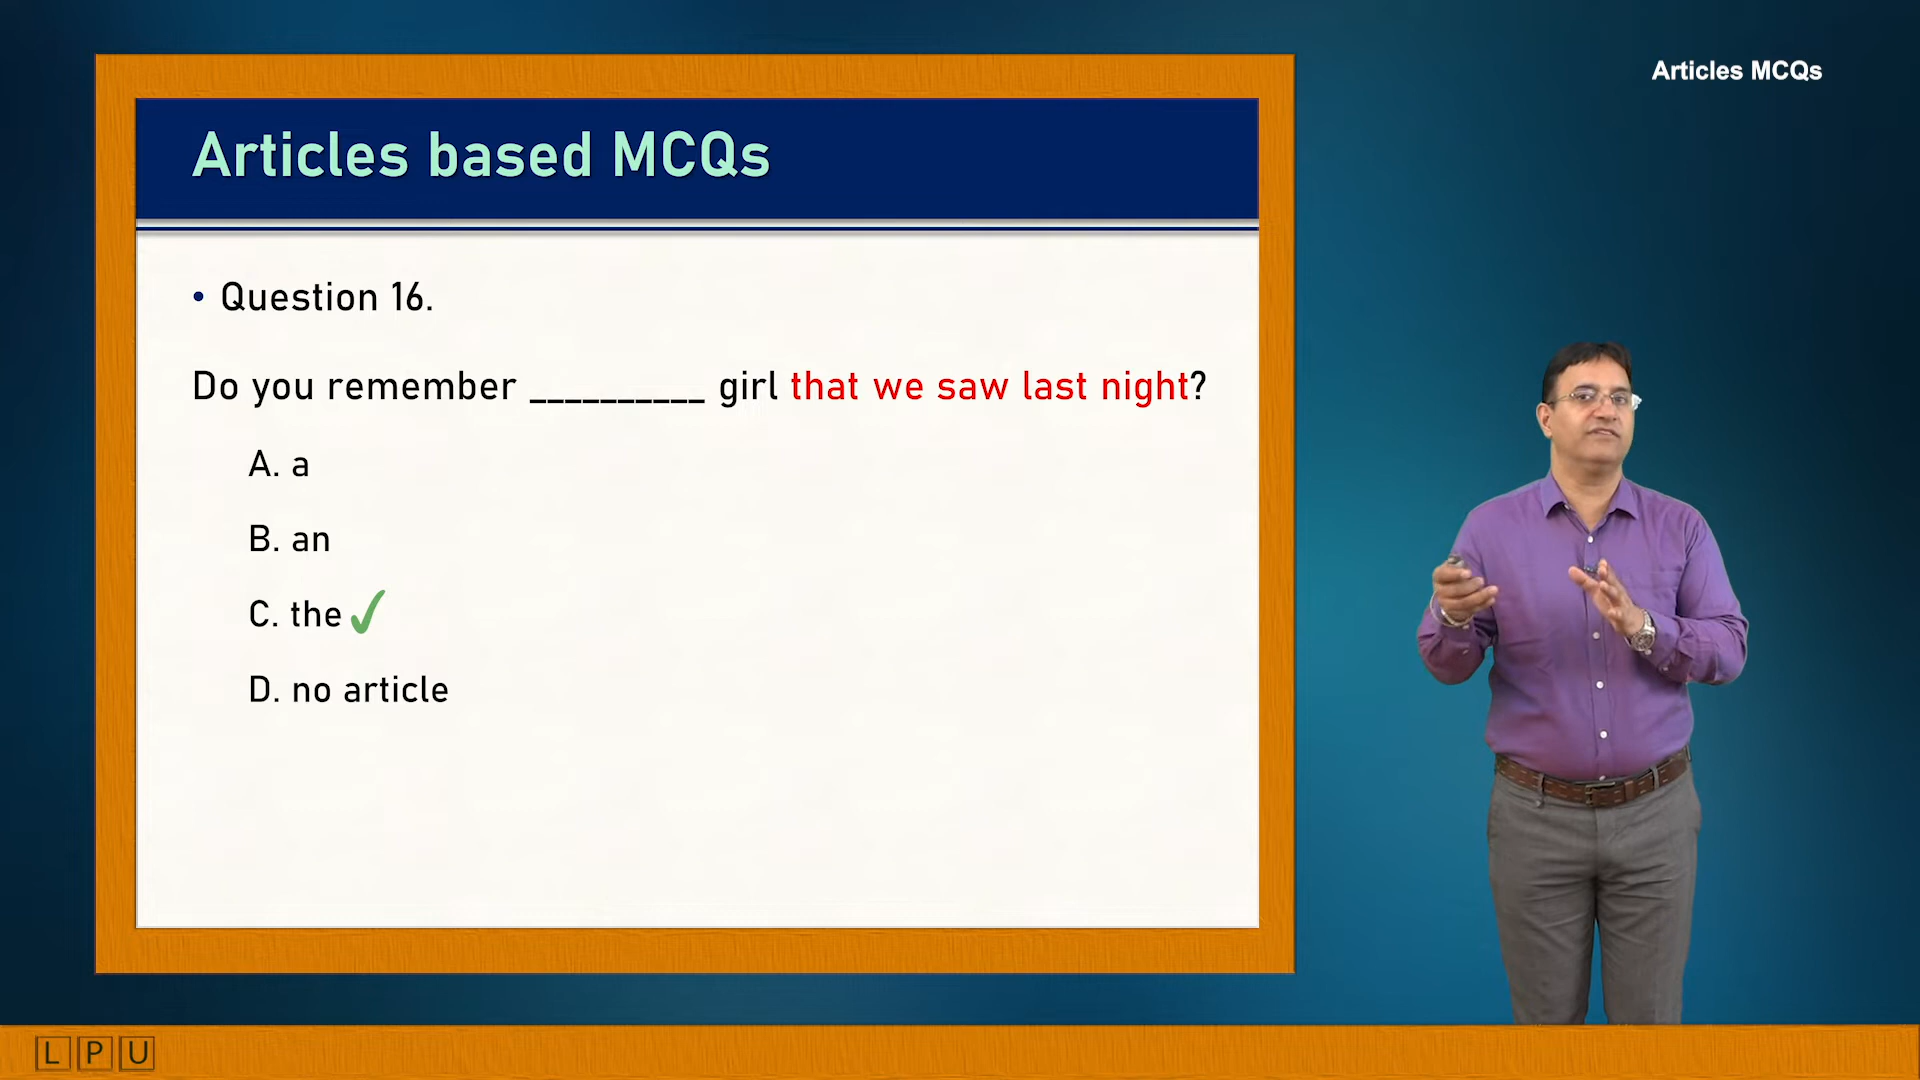 Articles MCQs
Articles based MCQs
• Question 16.
Do you remember __________ girl that we saw last night?
A. a
B. an
C. the ✓
D. no article
L P U